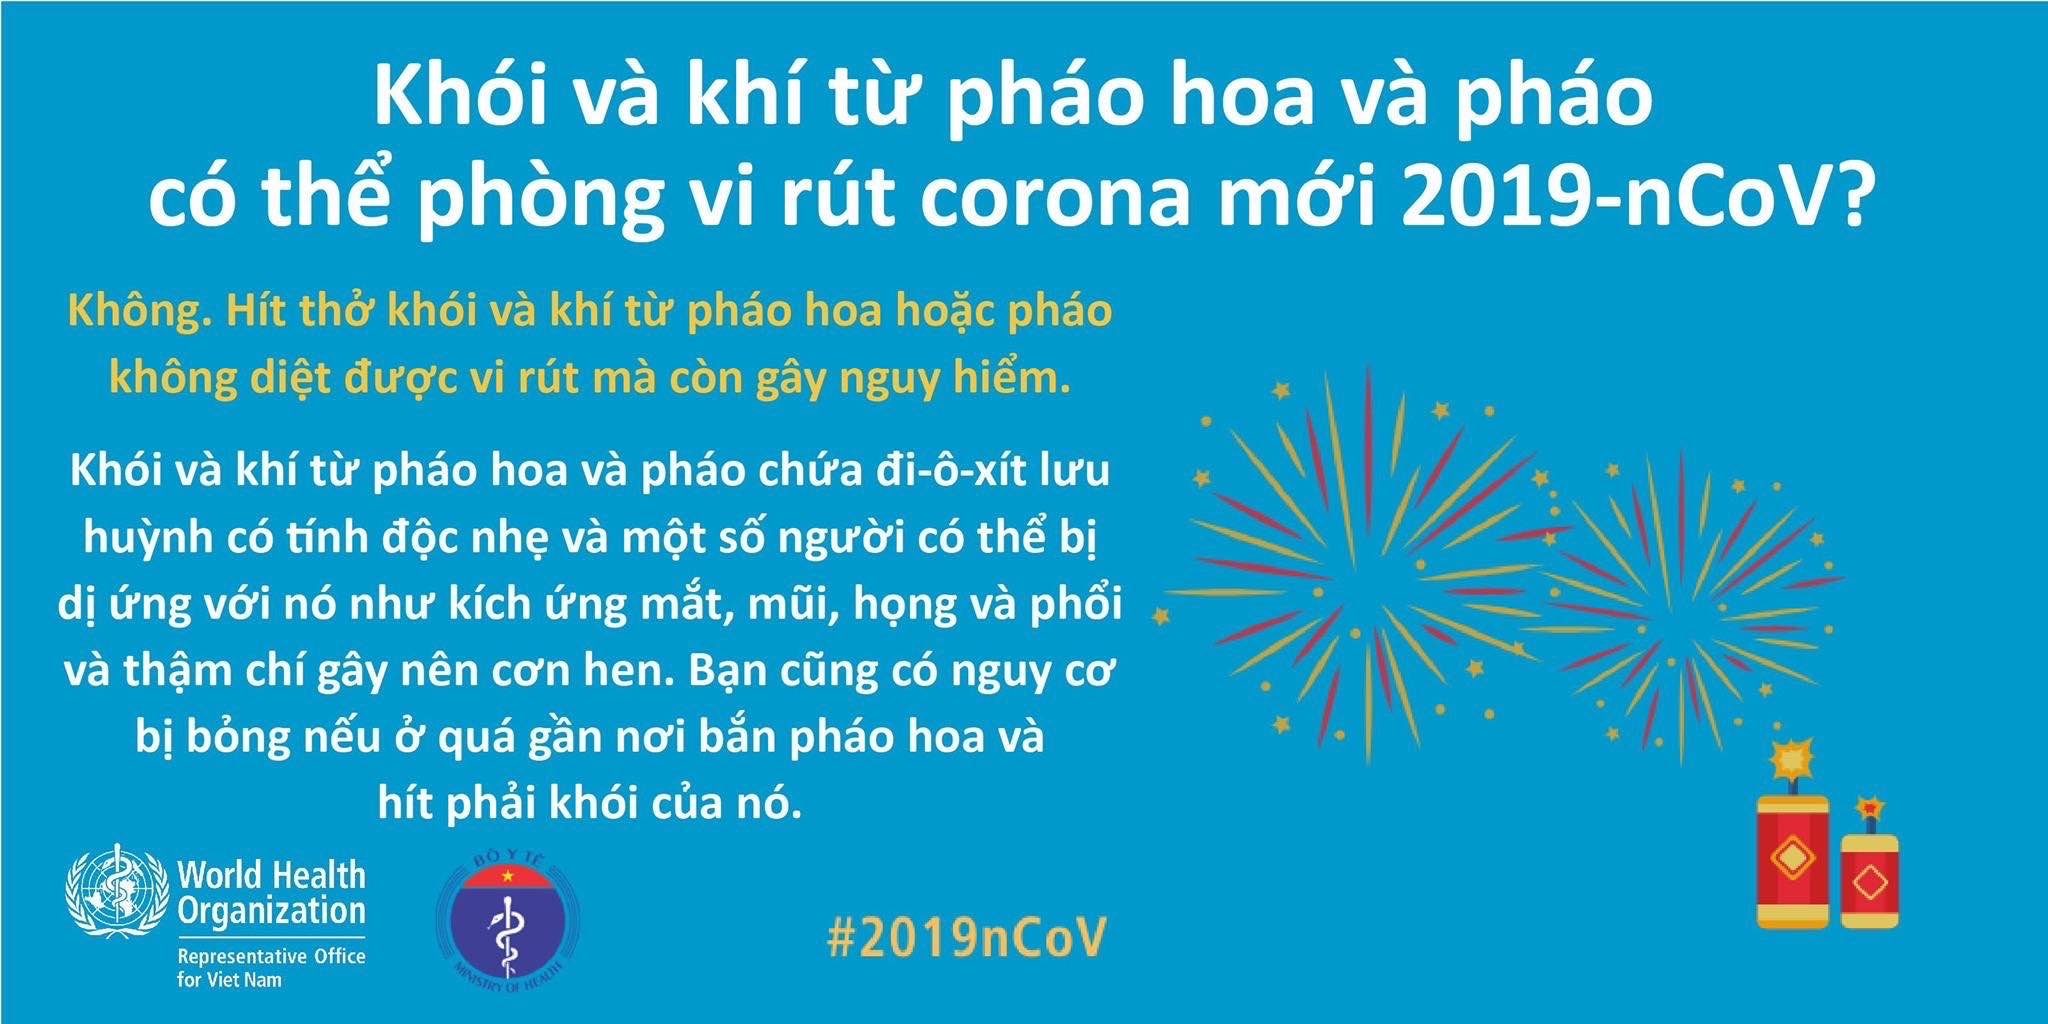 Khói và khí từ pháo hoa và pháo
có thể phòng vi rút corona mới 2019-nCoV?
Không. Hít thở khói và khí từ pháo hoa hoặc pháo
không diệt được vi rút mà còn gây nguy hiểm.
Khói và khí từ pháo hoa và pháo chứa đi-ô-xít lưu
huỳnh có tính độc nhẹ và một số người có thể bị
dị ứng với nó như kích ứng mắt, mũi, họng và phổi
và thậm chí gây nên cơn hen. Bạn cũng có nguy cơ
bị bỏng nếu ở quá gần nơi bắn pháo hoa và
hít phải khói của nó.
World Health
Organization
Representative Office
for Viet Nam
BỘ Y TẾ
MINISTRY OF HEALTH
#2019nCoV